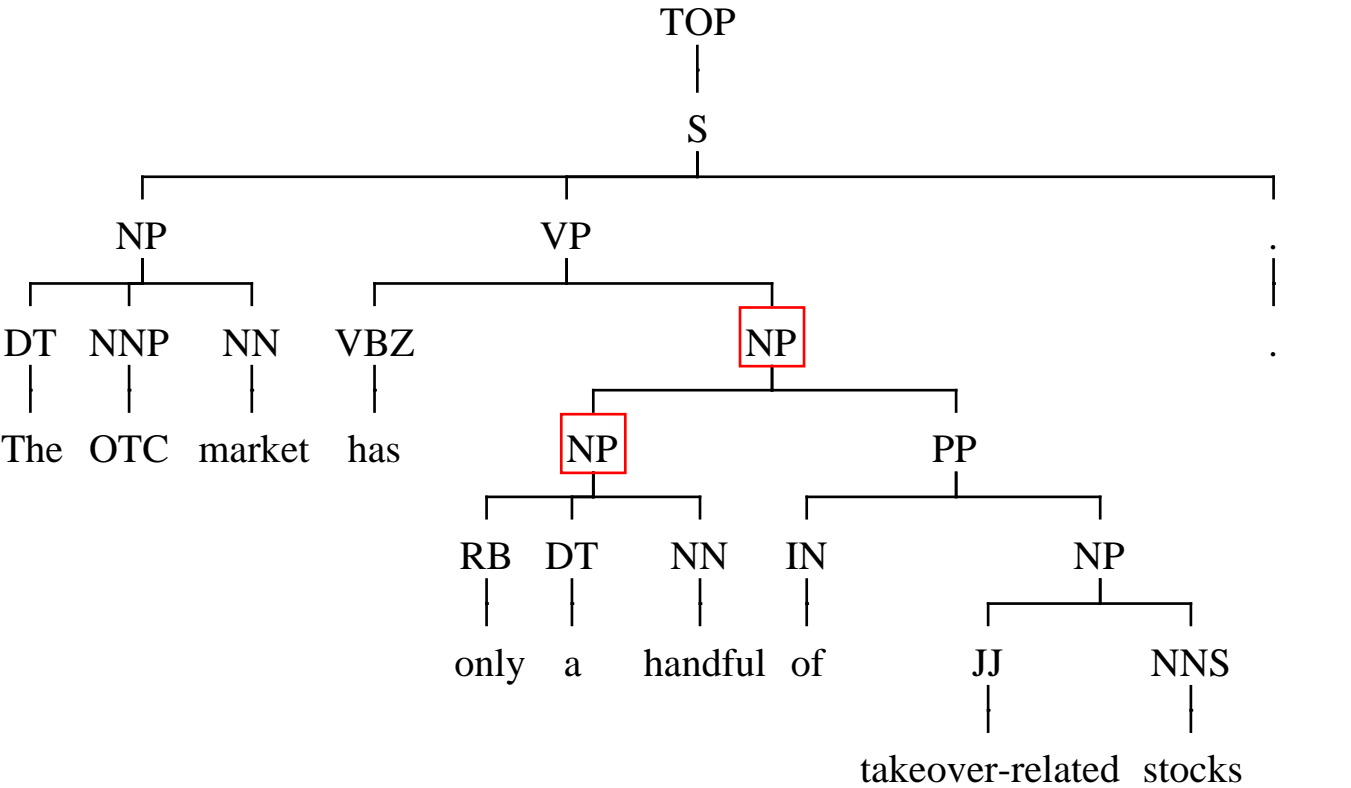 TOP
S
NP VP .
DT NNP NN VBZ NP .
The OTC market has NP PP
RB DT NN IN NP
only a handful of JJ NNS
takeover-related stocks